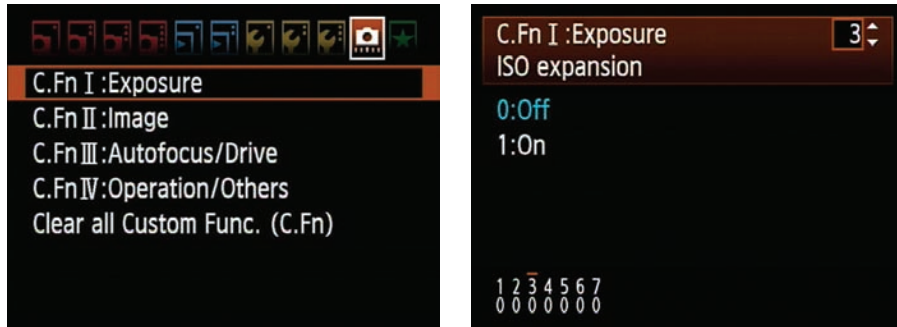 C.Fn I :Exposure
C.Fn II :Image
C.Fn III :Autofocus/Drive
C.Fn IV :Operation/Others
Clear all Custom Func. (C.Fn)
C.Fn I :Exposure 3
ISO expansion
0:Off
1:On
1 2 3 4 5 6 7
0 0 0 0 0 0 0